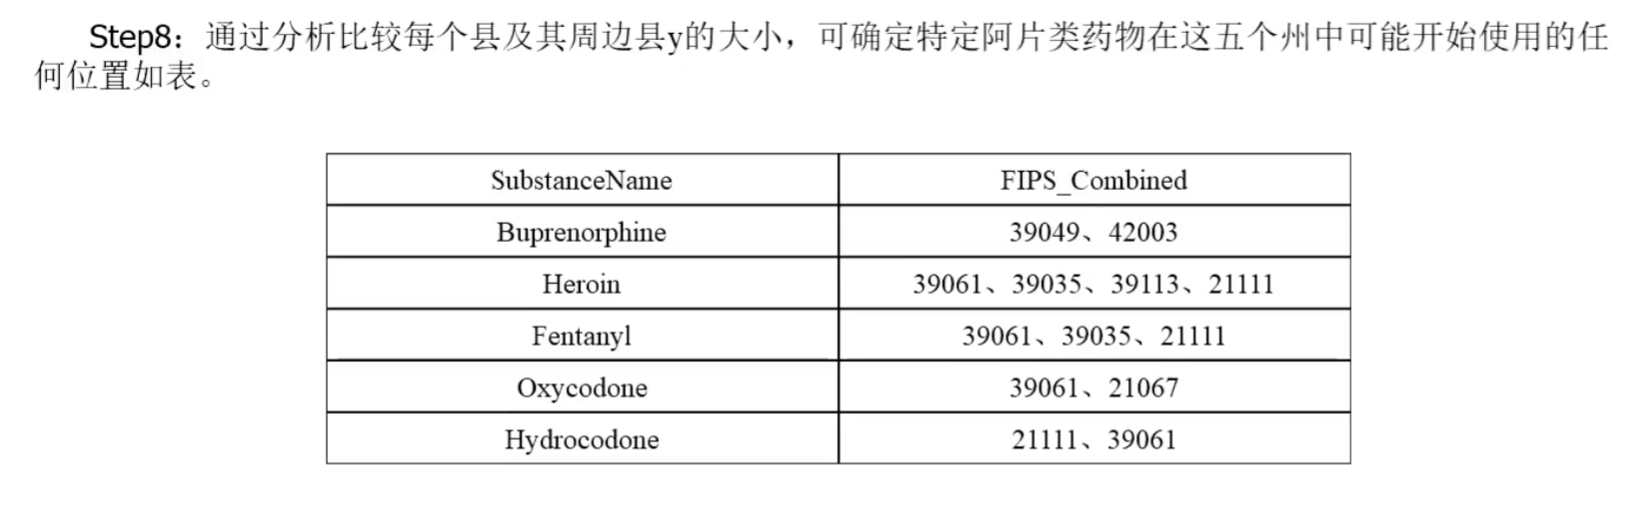 Step8：通过分析比较每个县及其周边县y的大小，可确定特定阿片类药物在这五个州中可能开始使用的任
何位置如表。
SubstanceName FIPS_Combined
Buprenorphine 39049、42003
Heroin 39061、39035、39113、21111
Fentanyl 39061、39035、21111
Oxycodone 39061、21067
Hydrocodone 21111、39061